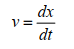 v = dx/dt